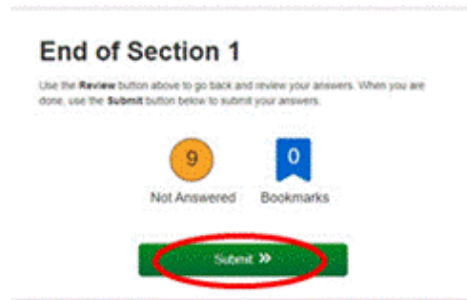 End of Section 1
Use the Review button above to go back and review your answers. When you are
done, use the Submit button below to submit your answers.
9
0
Not Answered
Bookmarks
Submit »